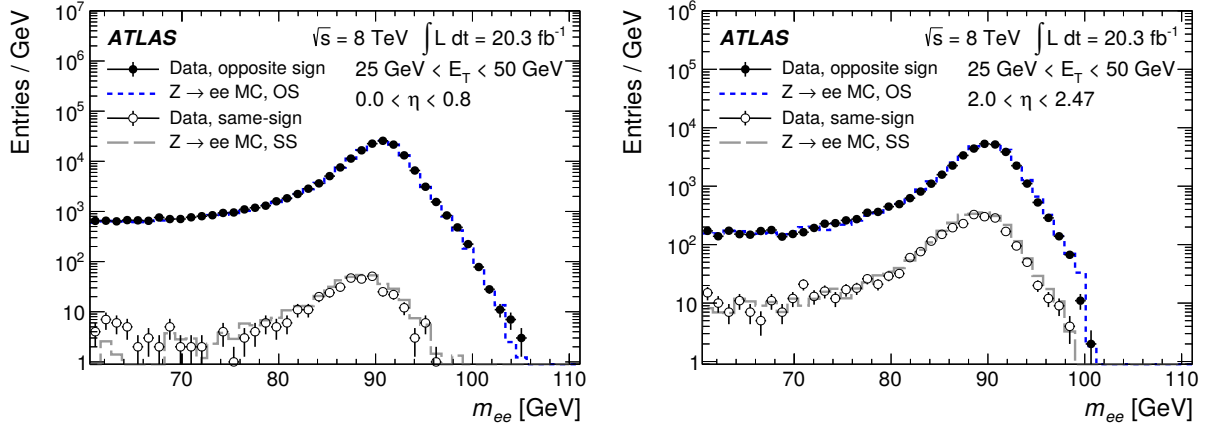 Entries / GeV
10⁷
10⁶
10⁵
10⁴
10³
10²
10
1
ATLAS
√s = 8 TeV ∫L dt = 20.3 fb⁻¹
Data, opposite sign
25 GeV < E_T < 50 GeV
Z → ee MC, OS
0.0 < η < 0.8
Data, same-sign
Z → ee MC, SS
70 80 90 100 110
m_ee [GeV]
Entries / GeV
10⁶
10⁵
10⁴
10³
10²
10
1
ATLAS
√s = 8 TeV ∫L dt = 20.3 fb⁻¹
Data, opposite sign
25 GeV < E_T < 50 GeV
Z → ee MC, OS
2.0 < η < 2.47
Data, same-sign
Z → ee MC, SS
70 80 90 100 110
m_ee [GeV]